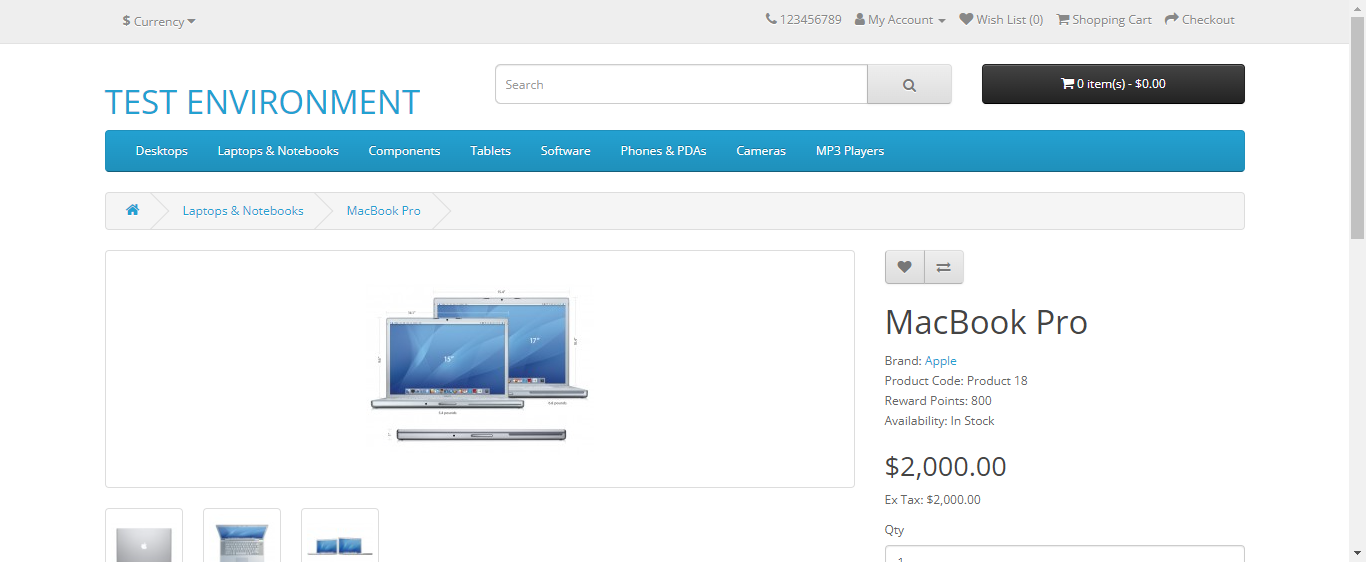 $ Currency
123456789 My Account Wish List (0) Shopping Cart Checkout
TEST ENVIRONMENT
Search
0 item(s) - $0.00
Desktops Laptops & Notebooks Components Tablets Software Phones & PDAs Cameras MP3 Players
Laptops & Notebooks MacBook Pro
15"
17"
MacBook Pro
Brand: Apple
Product Code: Product 18
Reward Points: 800
Availability: In Stock
$2,000.00
Ex Tax: $2,000.00
Qty
1